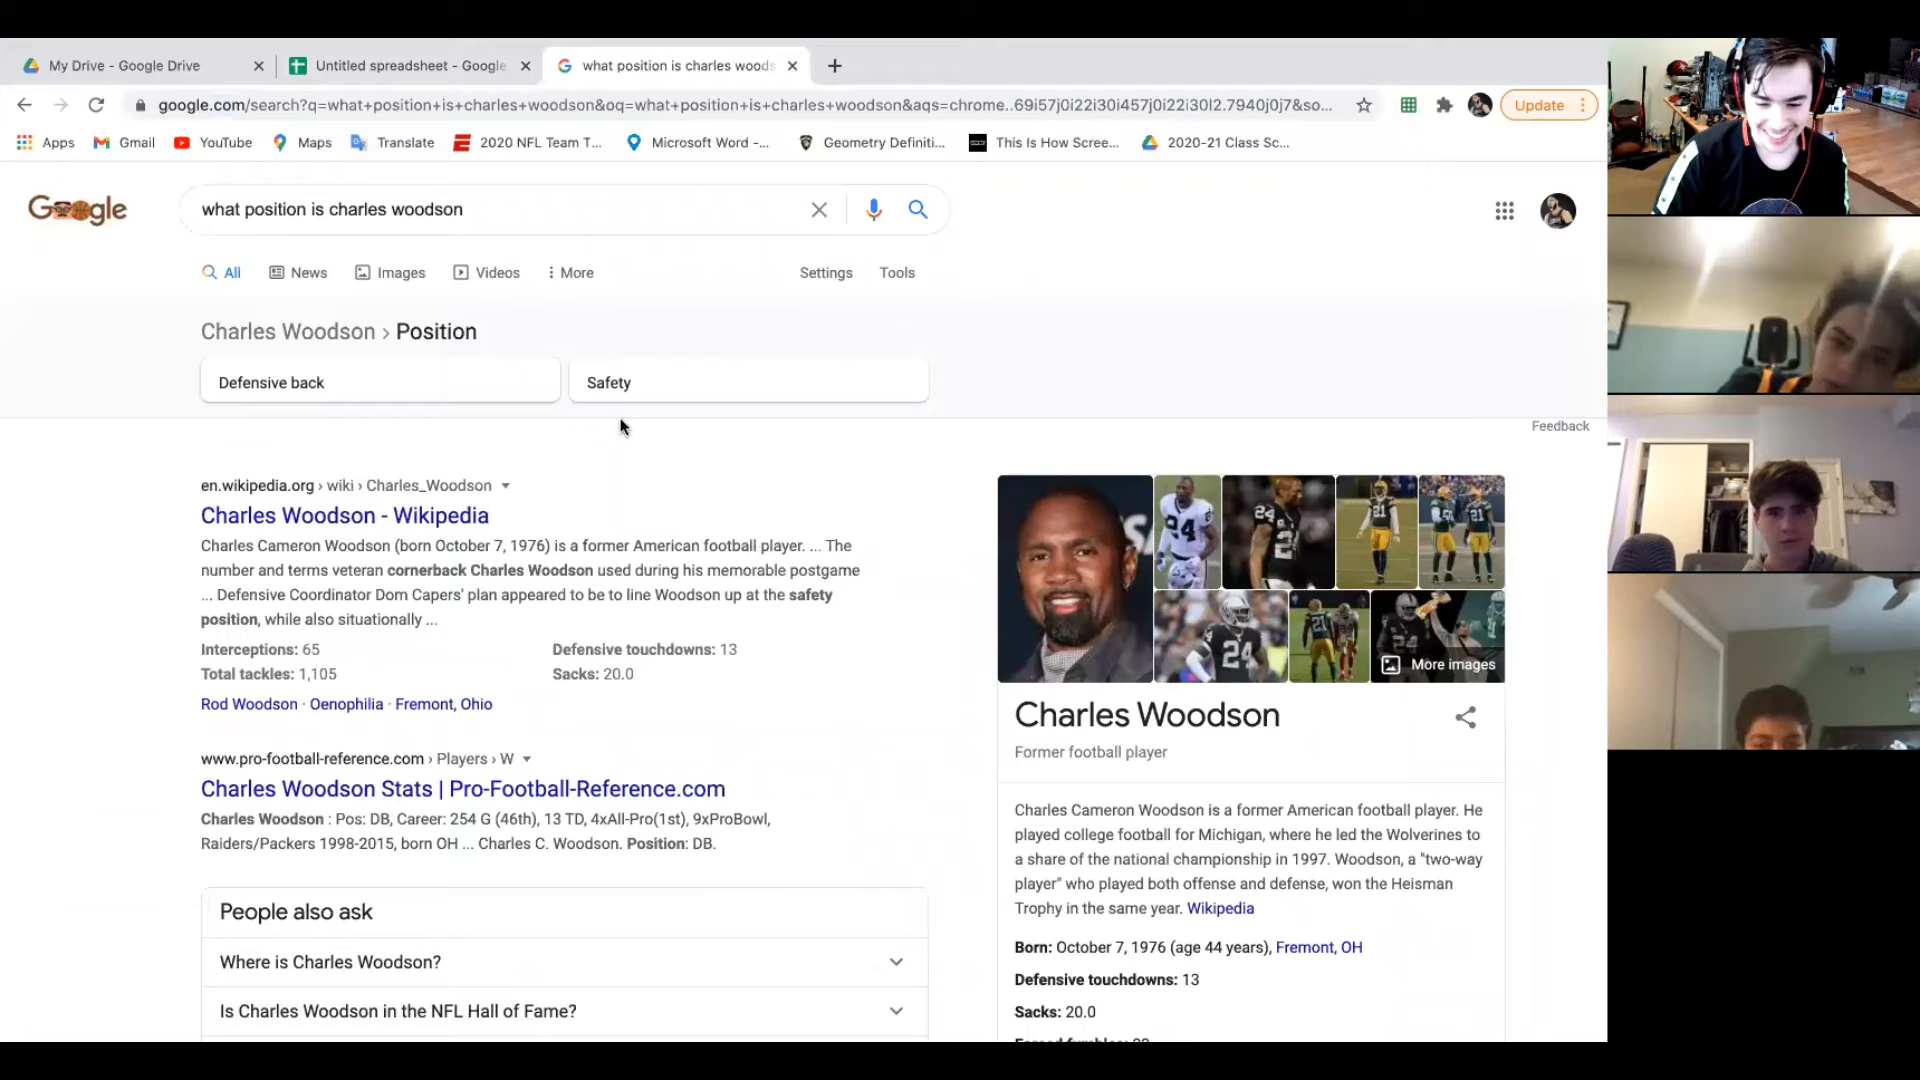 My Drive - Google Drive
Untitled spreadsheet - Google
what position is charles woods
google.com/search?q=what+position+is+charles+woodson&oq=what+position+is+charles+woodson&aqs=chrome..69i57j0i22i30i457j0i22i30l2.7940j0j7&so...
Update
Apps
Gmail
YouTube
Maps
Translate
2020 NFL Team T...
Microsoft Word -...
Geometry Definiti...
This Is How Scree...
2020-21 Class Sc...
Google
what position is charles woodson
All
News
Images
Videos
More
Settings
Tools
Charles Woodson › Position
Defensive back
Safety
Feedback
en.wikipedia.org › wiki › Charles_Woodson
Charles Woodson - Wikipedia
Charles Cameron Woodson (born October 7, 1976) is a former American football player. ... The
number and terms veteran cornerback Charles Woodson used during his memorable postgame
... Defensive Coordinator Dom Capers' plan appeared to be to line Woodson up at the safety
position, while also situationally ...
Interceptions: 65
Defensive touchdowns: 13
Total tackles: 1,105
Sacks: 20.0
Rod Woodson · Oenophilia · Fremont, Ohio
www.pro-football-reference.com › Players › W
Charles Woodson Stats | Pro-Football-Reference.com
Charles Woodson : Pos: DB, Career: 254 G (46th), 13 TD, 4xAll-Pro(1st), 9xProBowl,
Raiders/Packers 1998-2015, born OH ... Charles C. Woodson. Position: DB.
People also ask
Where is Charles Woodson?
Is Charles Woodson in the NFL Hall of Fame?
24
24
21
21
24
21
24
More images
Charles Woodson
Former football player
Charles Cameron Woodson is a former American football player. He
played college football for Michigan, where he led the Wolverines to
a share of the national championship in 1997. Woodson, a "two-way
player" who played both offense and defense, won the Heisman
Trophy in the same year. Wikipedia
Born: October 7, 1976 (age 44 years), Fremont, OH
Defensive touchdowns: 13
Sacks: 20.0